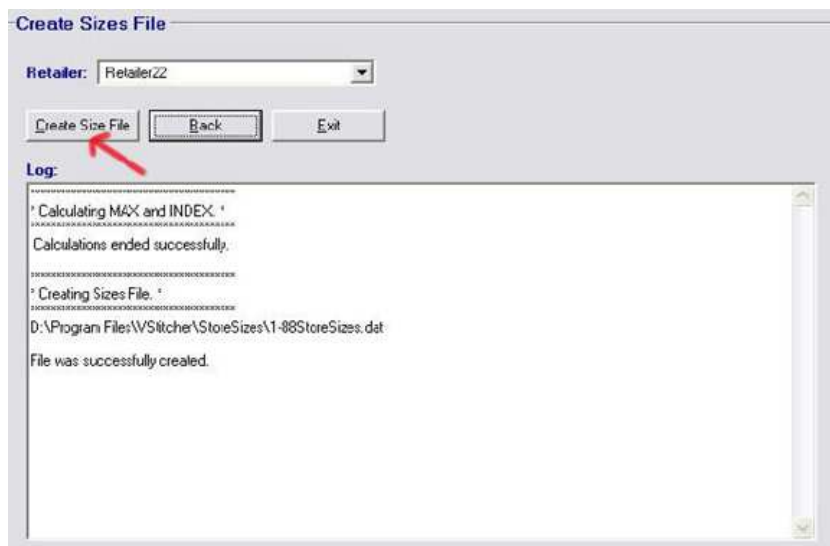 Create Sizes File
Retailer: Retailer22
Create Size File Back Exit
Log:
* Calculating MAX and INDEX. *
Calculations ended successfully.
* Creating Sizes File. *
D:\Program Files\VStitcher\StoreSizes\1-88StoreSizes.dat
File was successfully created.